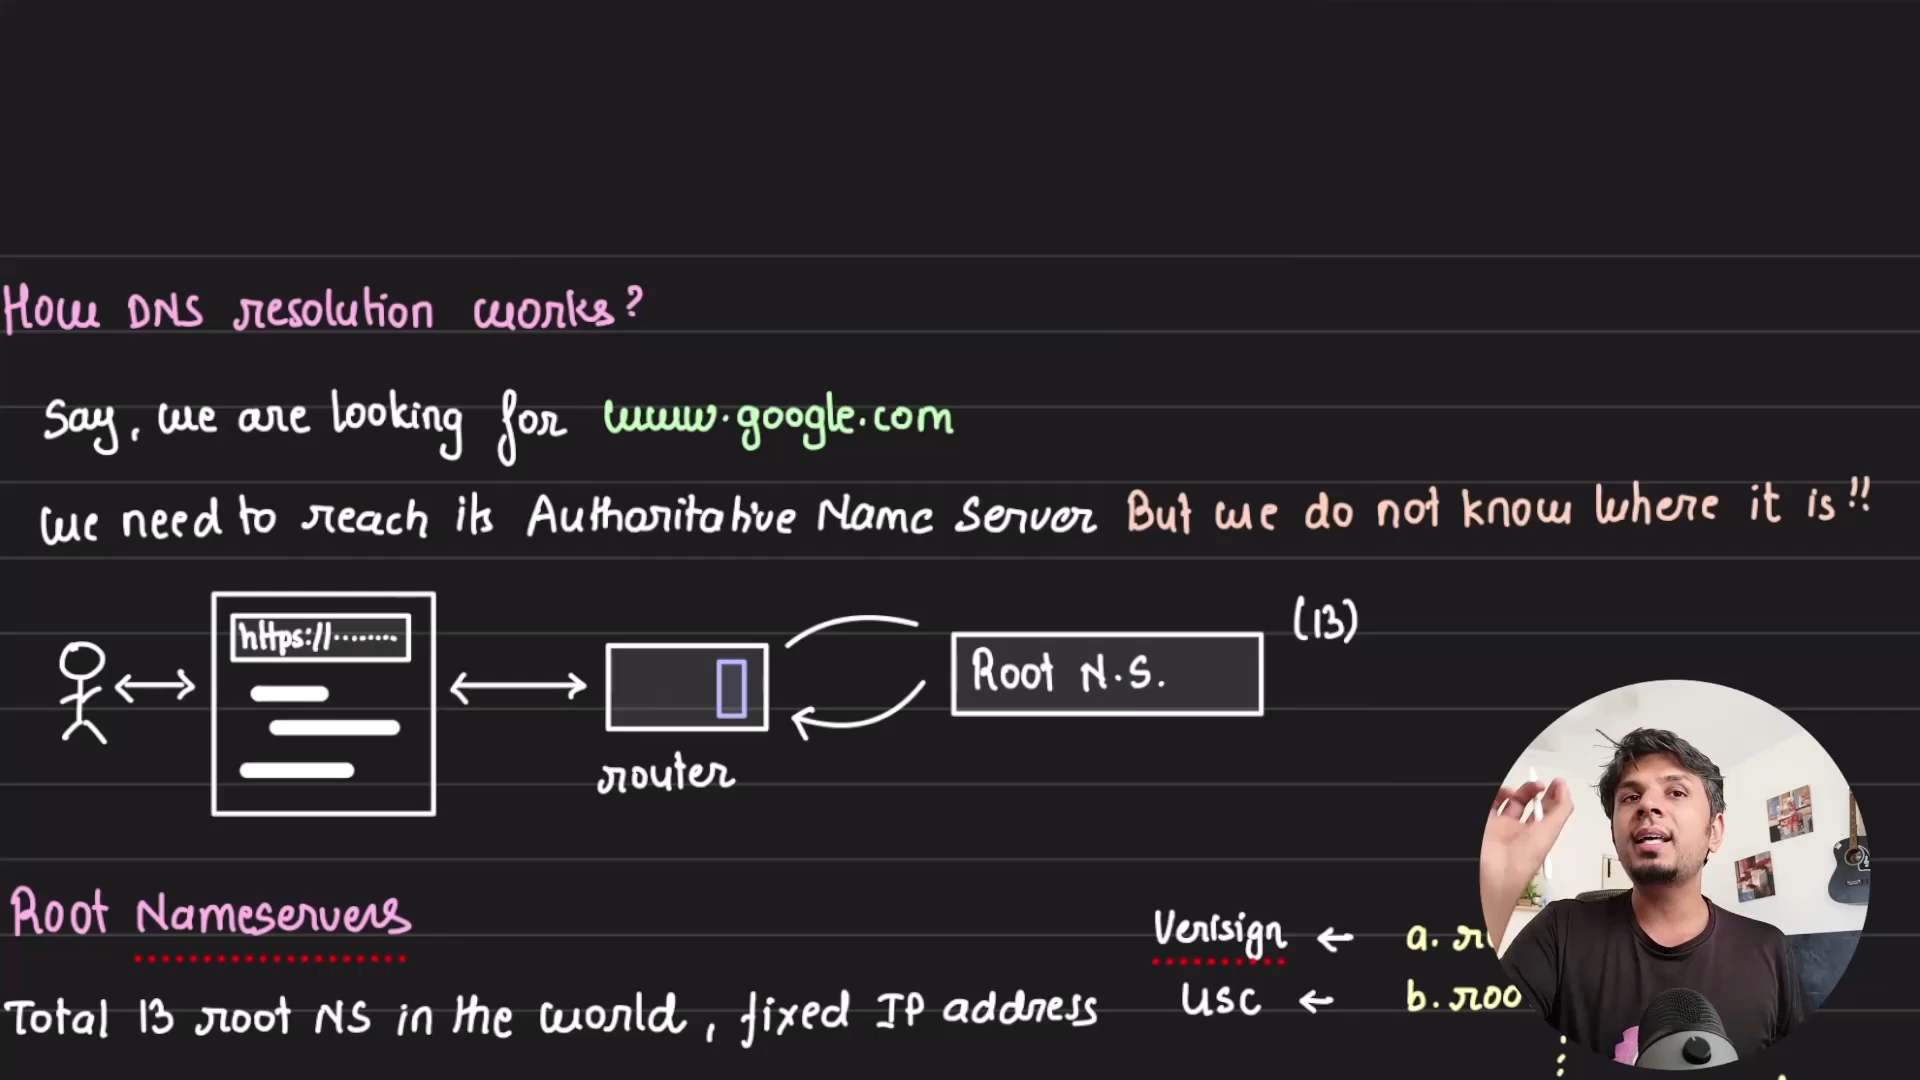 How DNS resolution works?
Say, we are looking for www.google.com
we need to reach its Authoritative Name Server But we do not know where it is!!
https://........
Root N.S.
(13)
router
Root Nameservers
Verisign ← a.
Total 13 root NS in the world, fixed IP address
USC ← b.